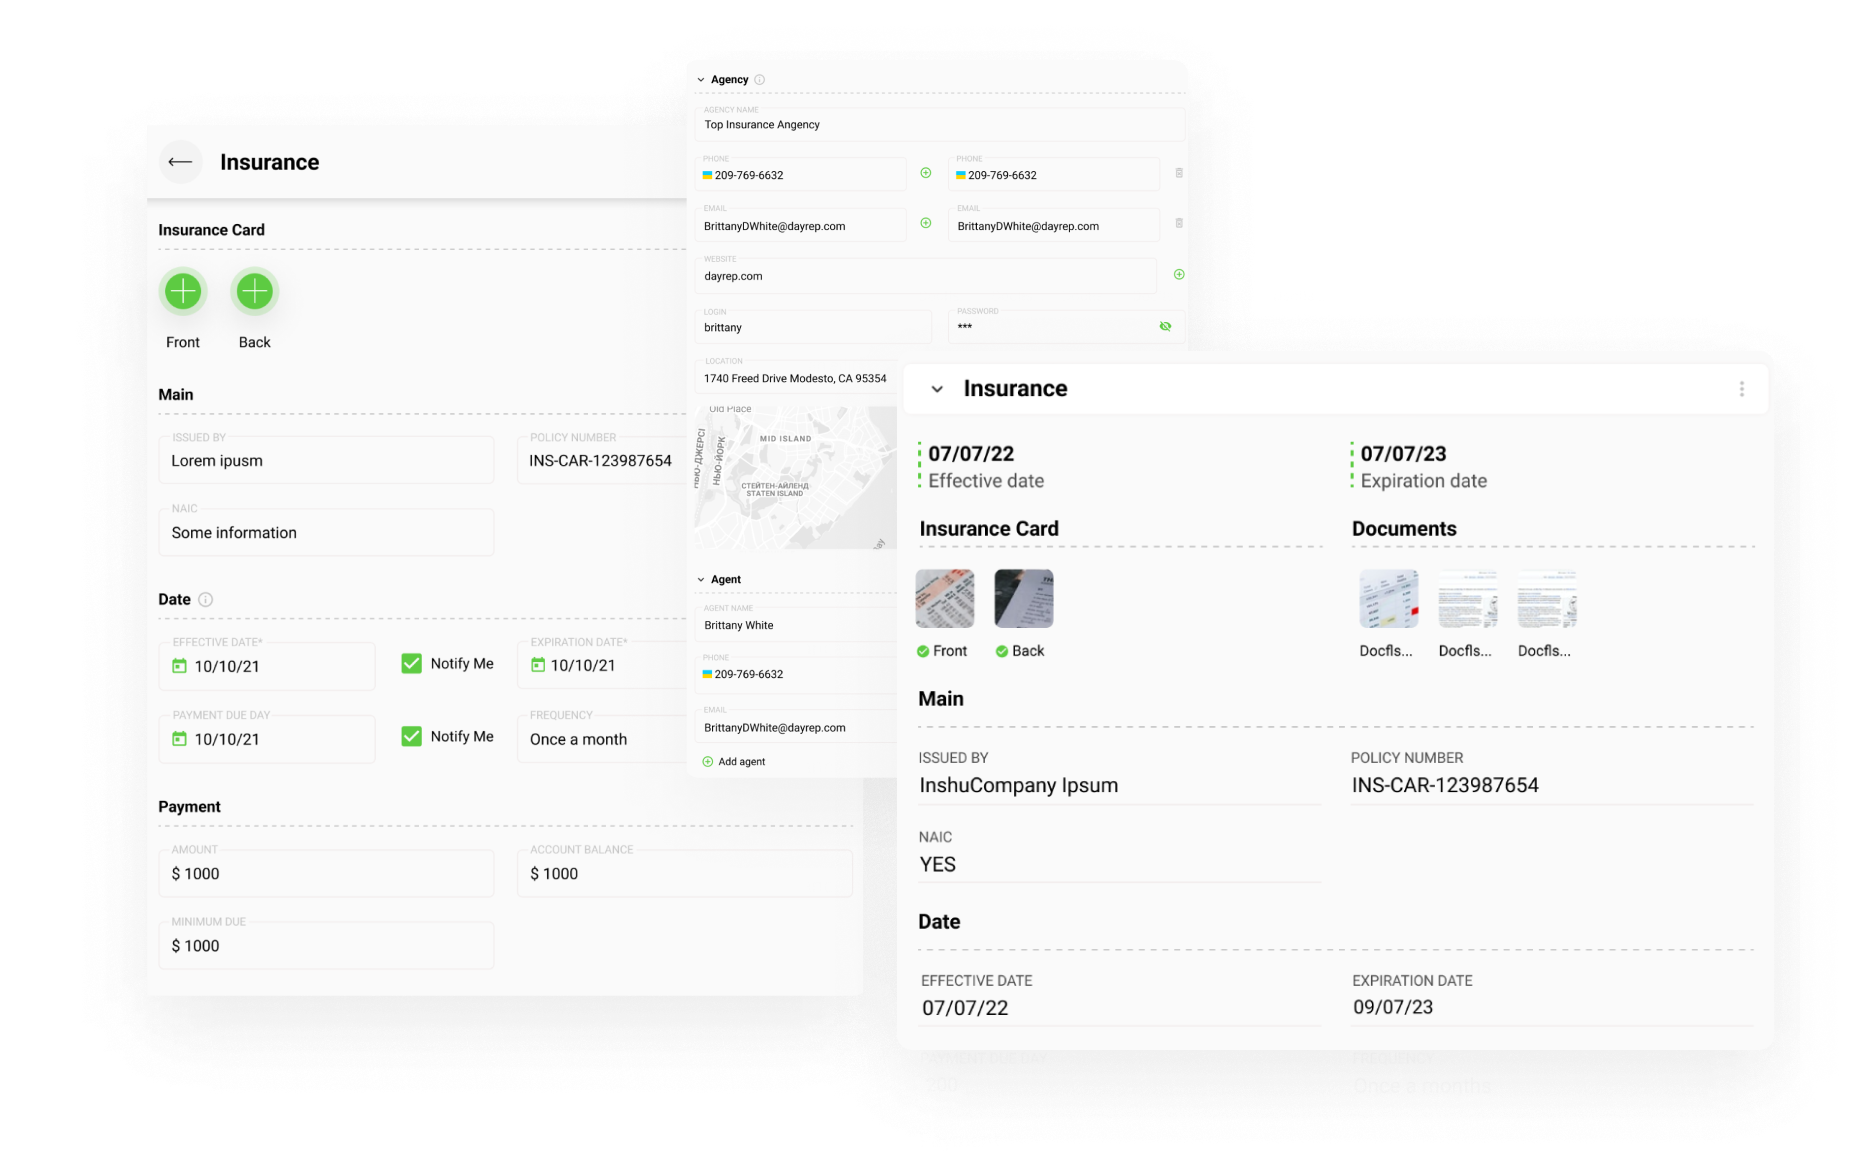 Insurance
Insurance Card
Front
Back
Main
ISSUED BY
Lorem ipusm
POLICY NUMBER
INS-CAR-123987654
NAIC
Some information
Date
EFFECTIVE DATE*
10/10/21
Notify Me
EXPIRATION DATE*
10/10/21
PAYMENT DUE DAY
10/10/21
Notify Me
FREQUENCY
Once a month
Payment
AMOUNT
$ 1000
ACCOUNT BALANCE
$ 1000
MINIMUM DUE
$ 1000
Agency
AGENCY NAME
Top Insurance Angency
PHONE
209-769-6632
PHONE
209-769-6632
EMAIL
BrittanyDWhite@dayrep.com
EMAIL
BrittanyDWhite@dayrep.com
WEBSITE
dayrep.com
LOGIN
brittany
PASSWORD
***
LOCATION
1740 Freed Drive Modesto, CA 95354
Old Place
MID ISLAND
НЬЮ-ДЖЕРСІ
НЬЮ-ЙОРК
СТЕЙТЕН-АЙЛЕНД
STATEN ISLAND
Agent
AGENT NAME
Brittany White
PHONE
209-769-6632
EMAIL
BrittanyDWhite@dayrep.com
Add agent
Insurance
07/07/22
Effective date
07/07/23
Expiration date
Insurance Card
Front
Back
Documents
Docfls...
Docfls...
Docfls...
Main
ISSUED BY
InshuCompany Ipsum
POLICY NUMBER
INS-CAR-123987654
NAIC
YES
Date
EFFECTIVE DATE
07/07/22
EXPIRATION DATE
09/07/23
Once a months